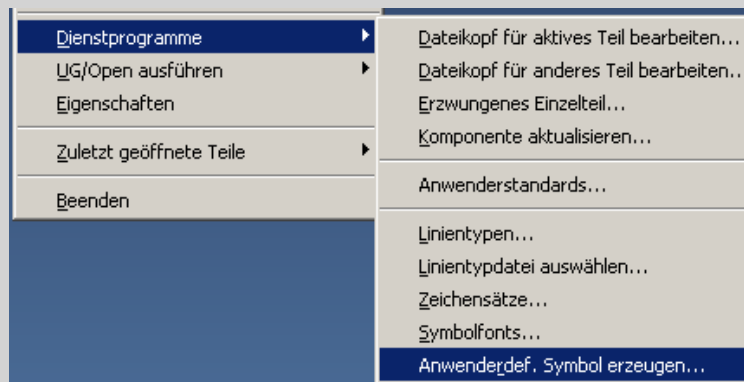 Dienstprogramme
UG/Open ausführen
Eigenschaften
Zuletzt geöffnete Teile
Beenden
Dateikopf für aktives Teil bearbeiten...
Dateikopf für anderes Teil bearbeiten..
Erzwungenes Einzelteil...
Komponente aktualisieren...
Anwenderstandards...
Linientypen...
Linientypdatei auswählen...
Zeichensätze...
Symbolfonts...
Anwenderdef. Symbol erzeugen...